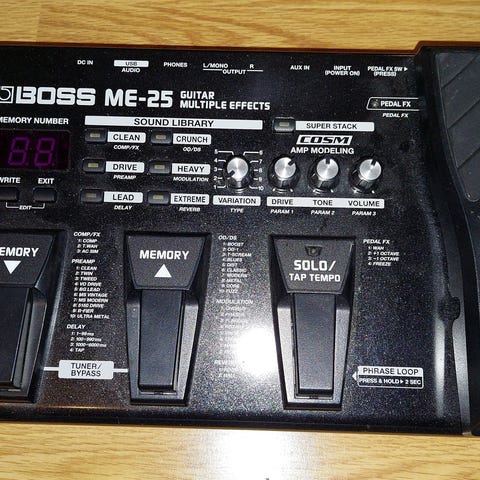 DC IN
USB
AUDIO
PHONES
L/MONO R
OUTPUT
AUX IN
INPUT
(POWER ON)
PEDAL FX SW
(PRESS)
BOSS ME-25 GUITAR
MULTIPLE EFFECTS
PEDAL FX
PEDAL FX
MEMORY NUMBER
SOUND LIBRARY
SUPER STACK
CLEAN
COMP/FX
CRUNCH
OD/DS
COSM
AMP MODELING
DRIVE
PREAMP
HEAVY
MODULATION
WRITE EXIT
EDIT
LEAD
DELAY
EXTREME
REVERB
VARIATION
TYPE
DRIVE
PARAM 1
TONE
PARAM 2
VOLUME
PARAM 3
MEMORY
COMP/FX
1: COMP
2: T.WAH
3: AC SIM
PREAMP
1: CLEAN
2: TWIN
3: TWEED
4: VO DRIVE
5: BG LEAD
6: MS VINTAGE
7: MS MODERN
8: 5150 DRIVE
9: R-FIER
10: ULTRA METAL
DELAY
1: 1-99 ms
2: 100-990 ms
3: 1000-6000 ms
4: TAP
TUNER/
BYPASS
MEMORY
OD/DS
1: BOOST
2: OD-1
3: T-SCREAM
4: BLUES
5: DIST
6: CLASSIC
7: MODERN
8: METAL
9: CORE
10: FUZZ
MODULATION
SOLO/
TAP TEMPO
PEDAL FX
1: WAH
2: +1 OCTAVE
3: -1 OCTAVE
4: FREEZE
PHRASE LOOP
PRESS & HOLD 2 SEC